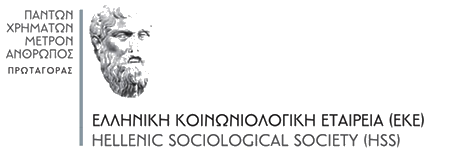 ΠΑΝΤΩΝ
ΧΡΗΜΑΤΩΝ
ΜΕΤΡΟΝ
ΑΝΘΡΩΠΟΣ
ΠΡΩΤΑΓΟΡΑΣ
ΕΛΛΗΝΙΚΗ ΚΟΙΝΩΝΙΟΛΟΓΙΚΗ ΕΤΑΙΡΕΙΑ (ΕΚΕ)
HELLENIC SOCIOLOGICAL SOCIETY (HSS)